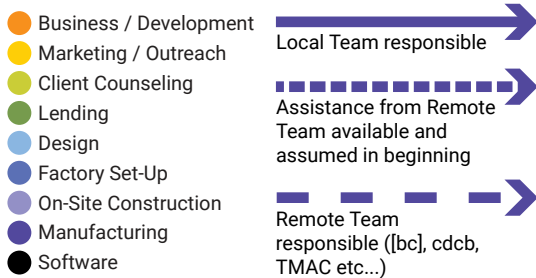 Business / Development
Marketing / Outreach
Client Counseling
Lending
Design
Factory Set-Up
On-Site Construction
Manufacturing
Software
Local Team responsible
Assistance from Remote
Team available and
assumed in beginning
Remote Team
responsible ([bc], cdcb,
TMAC etc...)